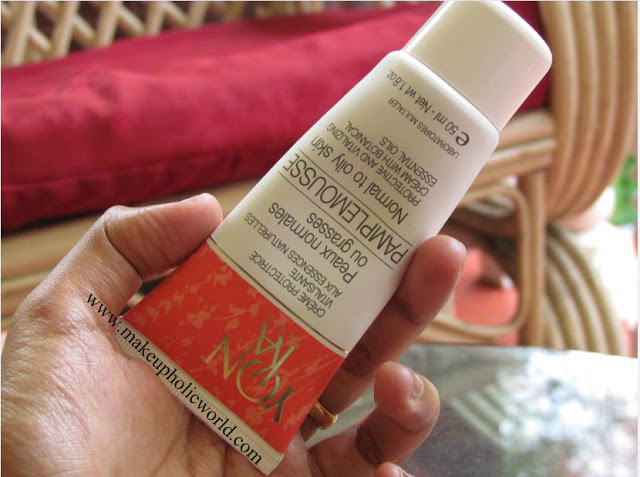 YON
KA
CRÈME PROTECTRICE
VITALISANTE
AUX ESSENCES NATURELLES
Peaux normales
ou grasses
PAMPLEMOUSSE
Normal to oily skin
PROTECTIVE AND VITALIZING
CREAM WITH BOTANICAL
ESSENTIAL OILS
e 50 ml - Net wt 1.8 oz
LABORATOIRES MULTALER
www.makeupholicworld.com